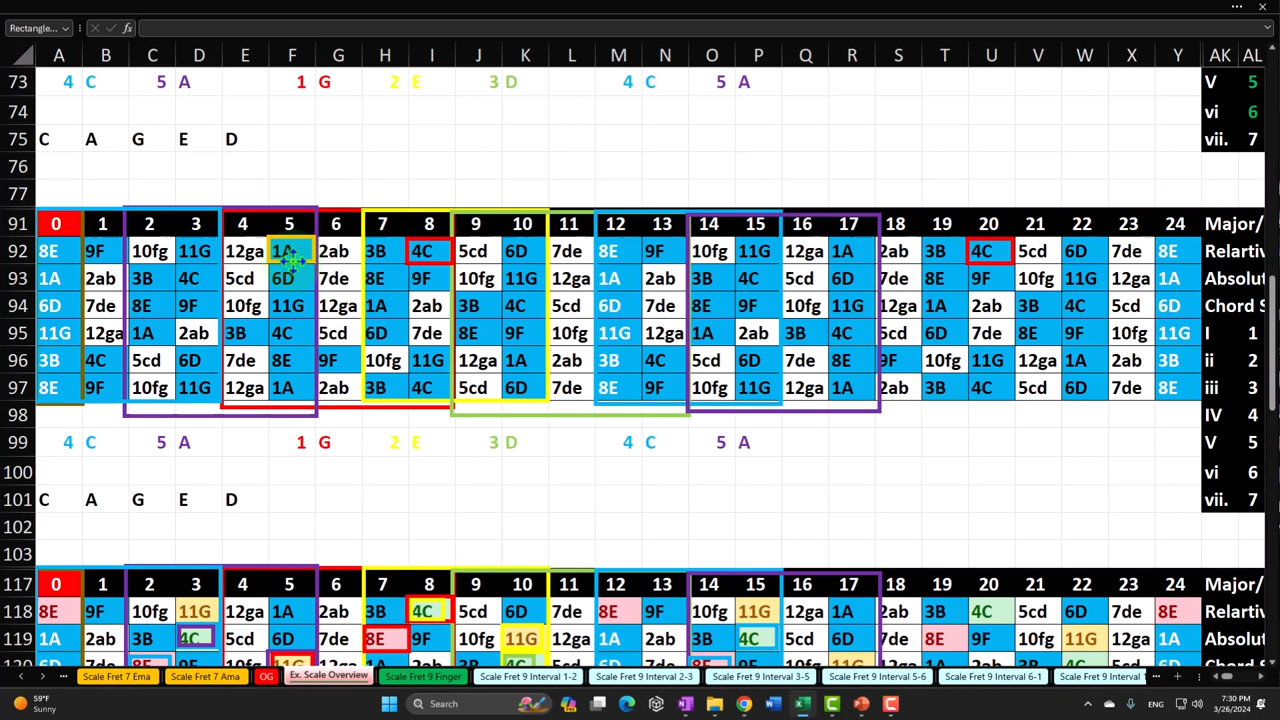 Rectangle... fx
A B C D E F G H I J K L M N O P Q R S T U V W X Y AK AL
73 4 C 5 A 1 G 2 E 3 D 4 C 5 A V 5
74 vi 6
75 C A G E D vii. 7
76
77
91 0 1 2 3 4 5 6 7 8 9 10 11 12 13 14 15 16 17 18 19 20 21 22 23 24 Major/
92 8E 9F 10fg 11G 12ga 1A 2ab 3B 4C 5cd 6D 7de 8E 9F 10fg 11G 12ga 1A 2ab 3B 4C 5cd 6D 7de 8E Relartiv
93 1A 2ab 3B 4C 5cd 6D 7de 8E 9F 10fg 11G 12ga 1A 2ab 3B 4C 5cd 6D 7de 8E 9F 10fg 11G 12ga 1A Absolut
94 6D 7de 8E 9F 10fg 11G 12ga 1A 2ab 3B 4C 5cd 6D 7de 8E 9F 10fg 11G 12ga 1A 2ab 3B 4C 5cd 6D Chord S
95 11G 12ga 1A 2ab 3B 4C 5cd 6D 7de 8E 9F 10fg 11G 12ga 1A 2ab 3B 4C 5cd 6D 7de 8E 9F 10fg 11G I 1
96 3B 4C 5cd 6D 7de 8E 9F 10fg 11G 12ga 1A 2ab 3B 4C 5cd 6D 7de 8E 9F 10fg 11G 12ga 1A 2ab 3B ii 2
97 8E 9F 10fg 11G 12ga 1A 2ab 3B 4C 5cd 6D 7de 8E 9F 10fg 11G 12ga 1A 2ab 3B 4C 5cd 6D 7de 8E iii 3
98 IV 4
99 4 C 5 A 1 G 2 E 3 D 4 C 5 A V 5
100 vi 6
101 C A G E D vii. 7
102
103
117 0 1 2 3 4 5 6 7 8 9 10 11 12 13 14 15 16 17 18 19 20 21 22 23 24 Major/
118 8E 9F 10fg 11G 12ga 1A 2ab 3B 4C 5cd 6D 7de 8E 9F 10fg 11G 12ga 1A 2ab 3B 4C 5cd 6D 7de 8E Relartiv
119 1A 2ab 3B 4C 5cd 6D 7de 8E 9F 10fg 11G 12ga 1A 2ab 3B 4C 5cd 6D 7de 8E 9F 10fg 11G 12ga 1A Absolut
Scale Fret 7 Ema Scale Fret 7 Ama OG Ex. Scale Overview Scale Fret 9 Finger Scale Fret 9 Interval 1-2 Scale Fret 9 Interval 2-3 Scale Fret 9 Interval 3-5 Scale Fret 9 Interval 5-6 Scale Fret 9 Interval 6-1 Scale Fret 9 Interval 1
59°F
Sunny
Search
7:30 PM
3/26/2024